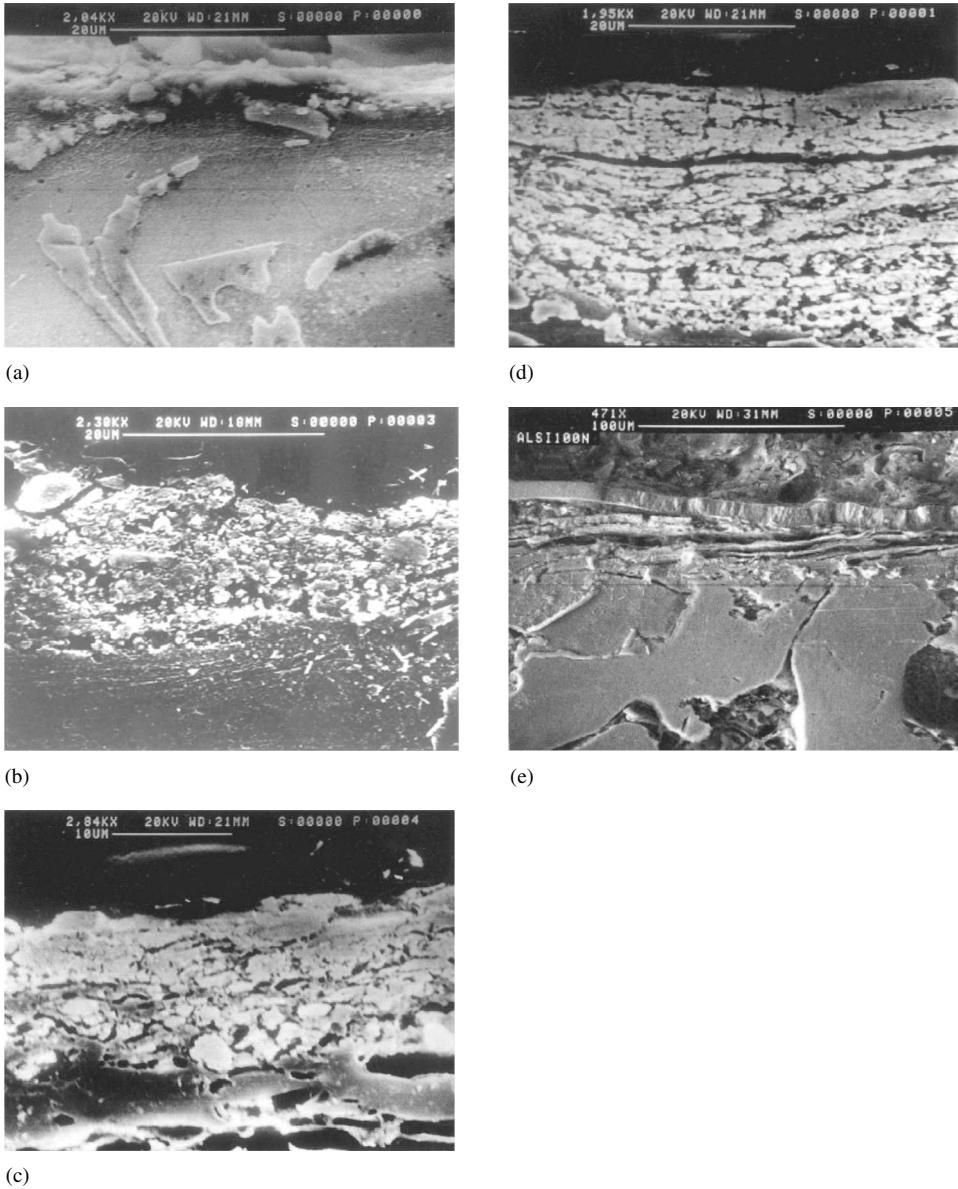 2,04KX 20KV WD:21MM S:00000 P:00000
20UM
(a)
2,30KX 20KV WD:18MM S:00000 P:00003
20UM
(b)
2,84KX 20KV WD:21MM S:00000 P:00004
10UM
(c)
1,95KX 20KV WD:21MM S:00000 P:00001
20UM
(d)
471X 20KV WD:31MM S:00000 P:00005
100UM
ALSI100N
(e)